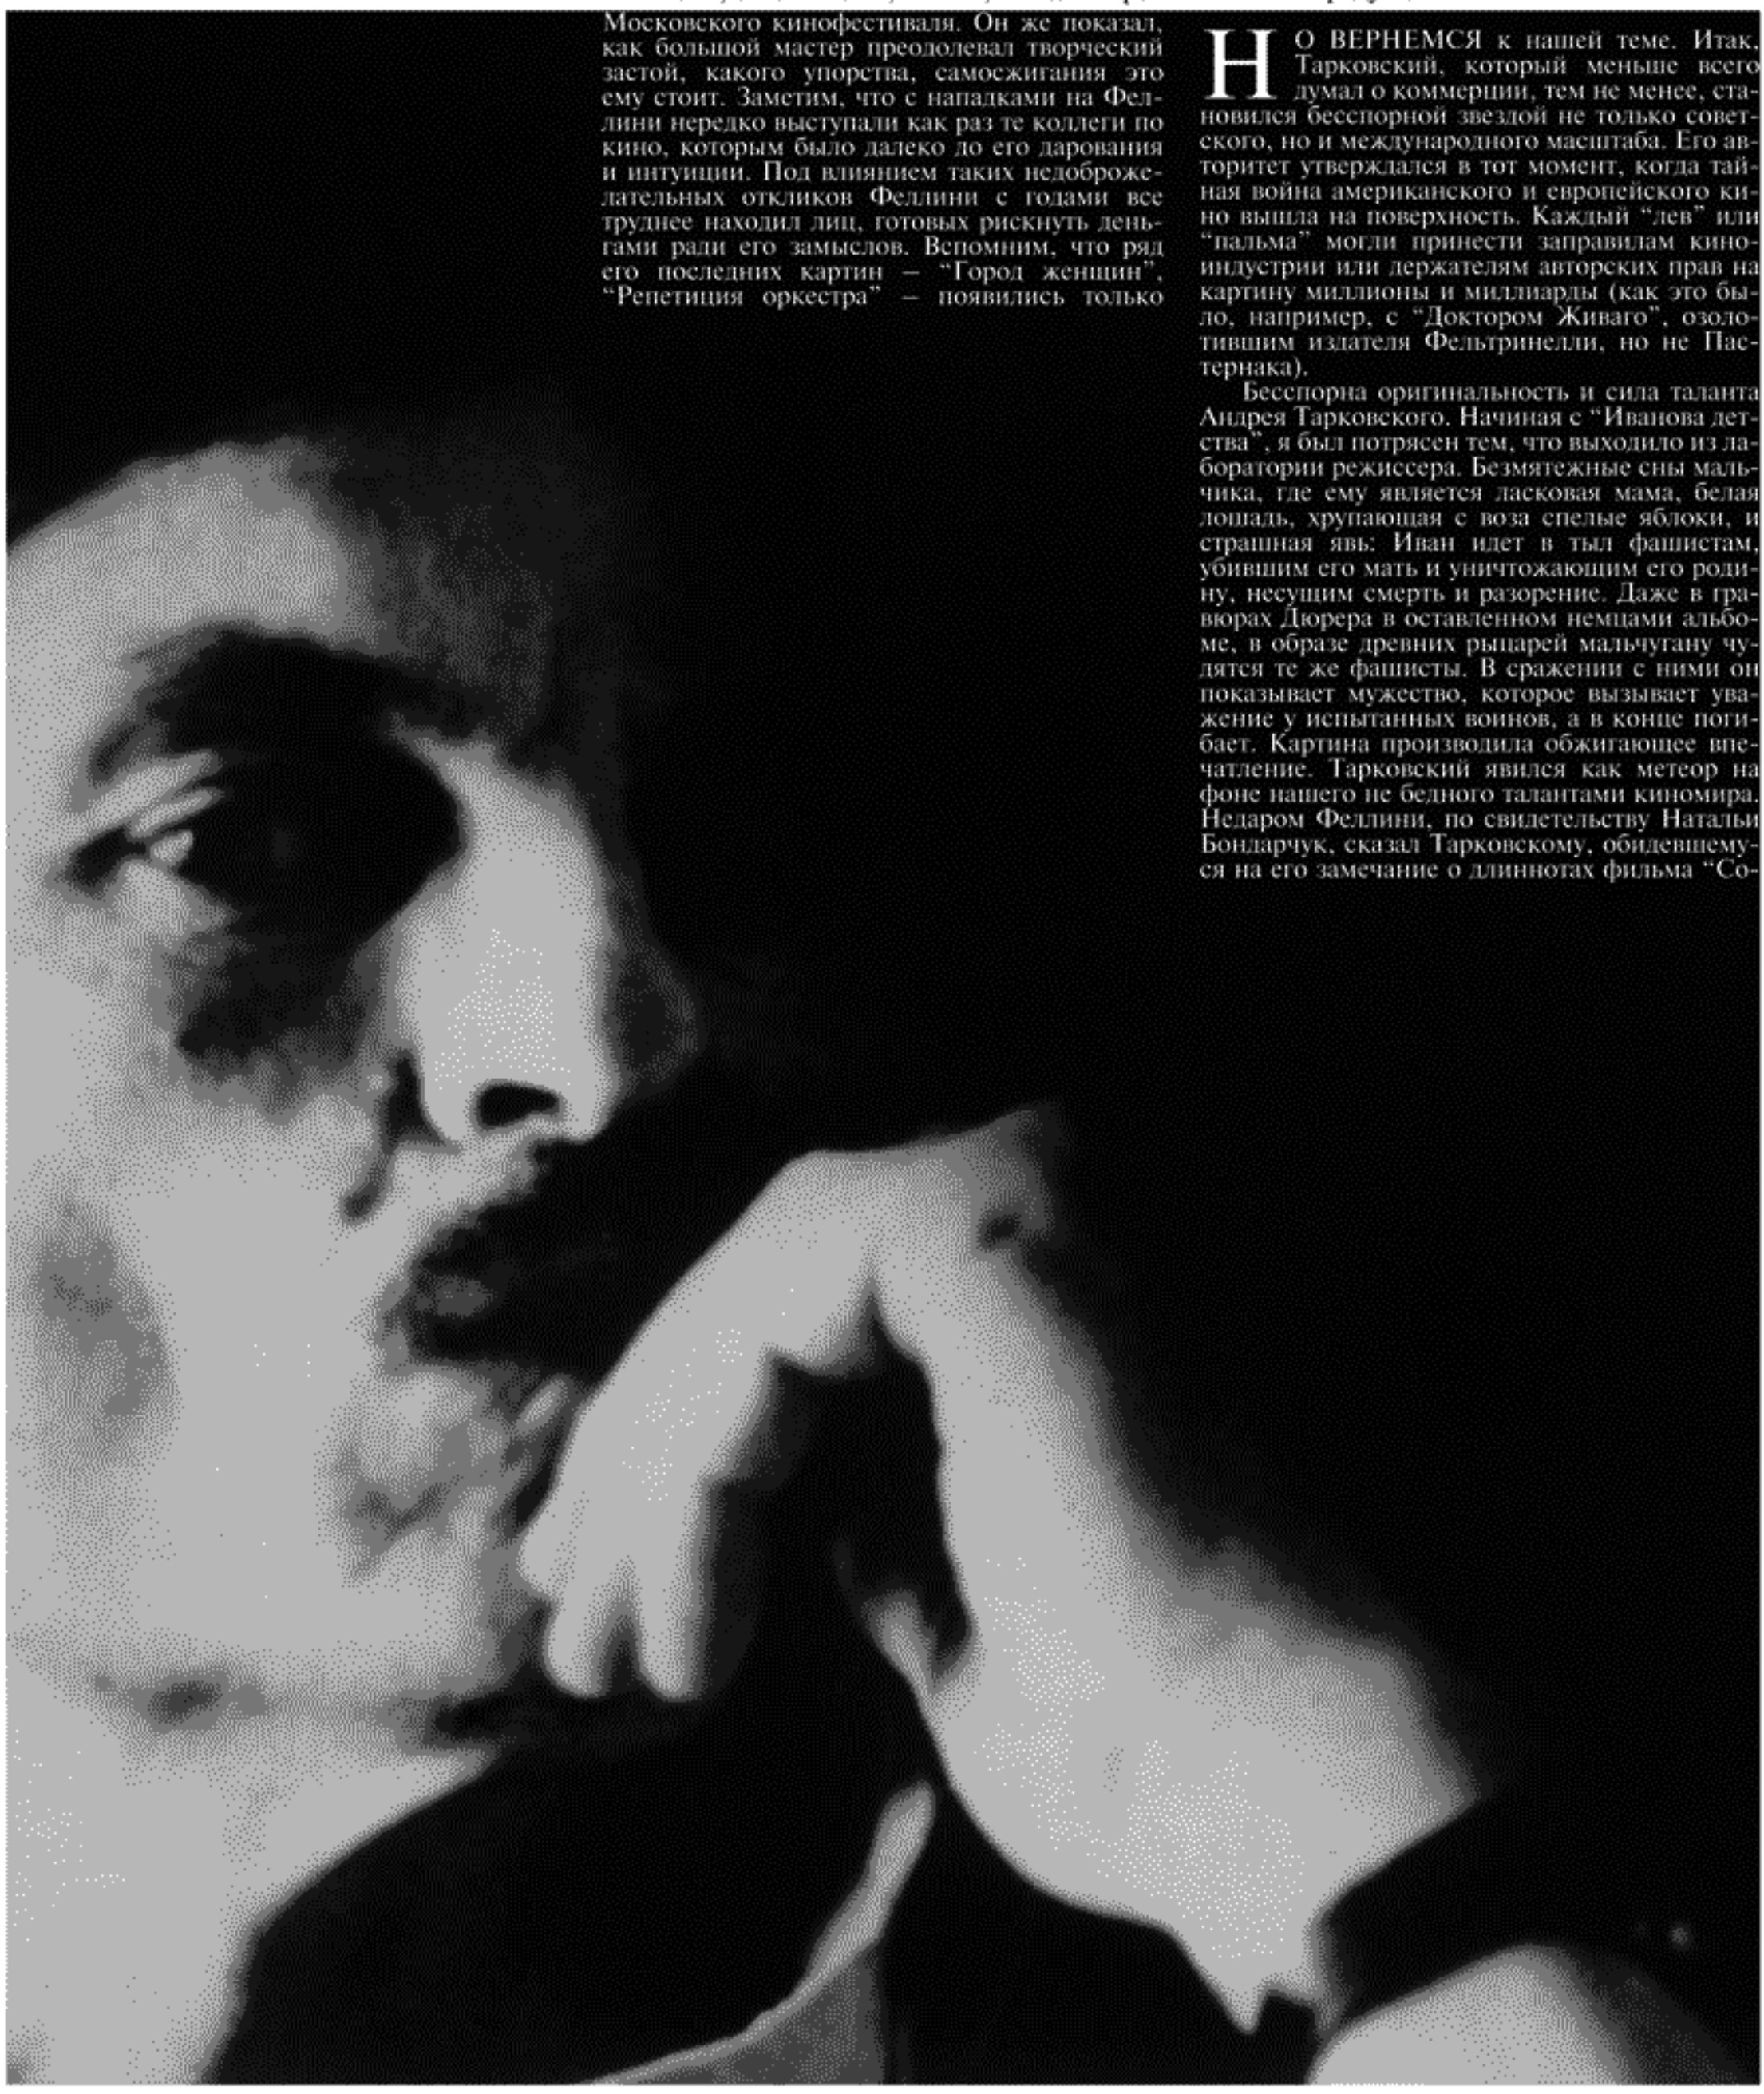 Московского кинофестиваля. Он же показал,
как большой мастер преодолевал творческий
застой, какого упорства, самосжигания это
ему стоит. Заметим, что с нападками на Фел-
лини нередко выступали как раз те коллеги по
кино, которым было далеко до его дарования
и интуиции. Под влиянием таких недоброже-
лательных откликов Феллини с годами все
труднее находил лиц, готовых рискнуть день-
гами ради его замыслов. Вспомним, что ряд
его последних картин – “Город женщин”,
“Репетиция оркестра” – появились только
НО ВЕРНЕМСЯ к нашей теме. Итак,
Тарковский, который меньше всего
думал о коммерции, тем не менее, ста-
новился бесспорной звездой не только совет-
ского, но и международного масштаба. Его ав-
торитет утверждался в тот момент, когда тай-
ная война американского и европейского ки-
но вышла на поверхность. Каждый “лев” или
“пальма” могли принести заправилам кино-
индустрии или держателям авторских прав на
картину миллионы и миллиарды (как это бы-
ло, например, с “Доктором Живаго”, озоло-
тившим издателя Фельтринелли, но не Пас-
тернака).
Бесспорна оригинальность и сила таланта
Андрея Тарковского. Начиная с “Иванова дет-
ства”, я был потрясен тем, что выходило из ла-
боратории режиссера. Безмятежные сны маль-
чика, где ему является ласковая мама, белая
лошадь, хрупающая с воза спелые яблоки, и
страшная явь: Иван идет в тыл фашистам,
убившим его мать и уничтожающим его роди-
ну, несущим смерть и разорение. Даже в гра-
вюрах Дюрера в оставленном немцами альбо-
ме, в образе древних рыцарей мальчугану чу-
дятся те же фашисты. В сражении с ними он
показывает мужество, которое вызывает ува-
жение у испытанных воинов, а в конце поги-
бает. Картина производила обжигающее впе-
чатление. Тарковский явился как метеор на
фоне нашего не бедного талантами киномира.
Недаром Феллини, по свидетельству Натальи
Бондарчук, сказал Тарковскому, обидевшему-
ся на его замечание о длиннотах фильма “Со-